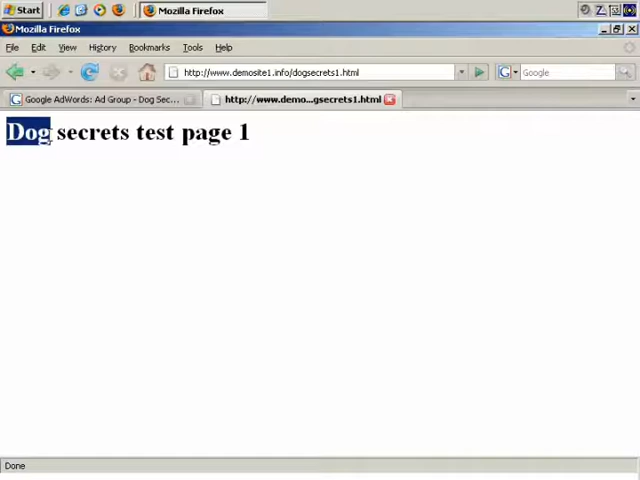 Start
Mozilla Firefox
Mozilla Firefox
File Edit View History Bookmarks Tools Help
http://www.demosite1.info/dogsecrets1.html
Google
Google AdWords: Ad Group - Dog Sec...
http://www.demo...gsecrets1.html
Dog secrets test page 1
Done